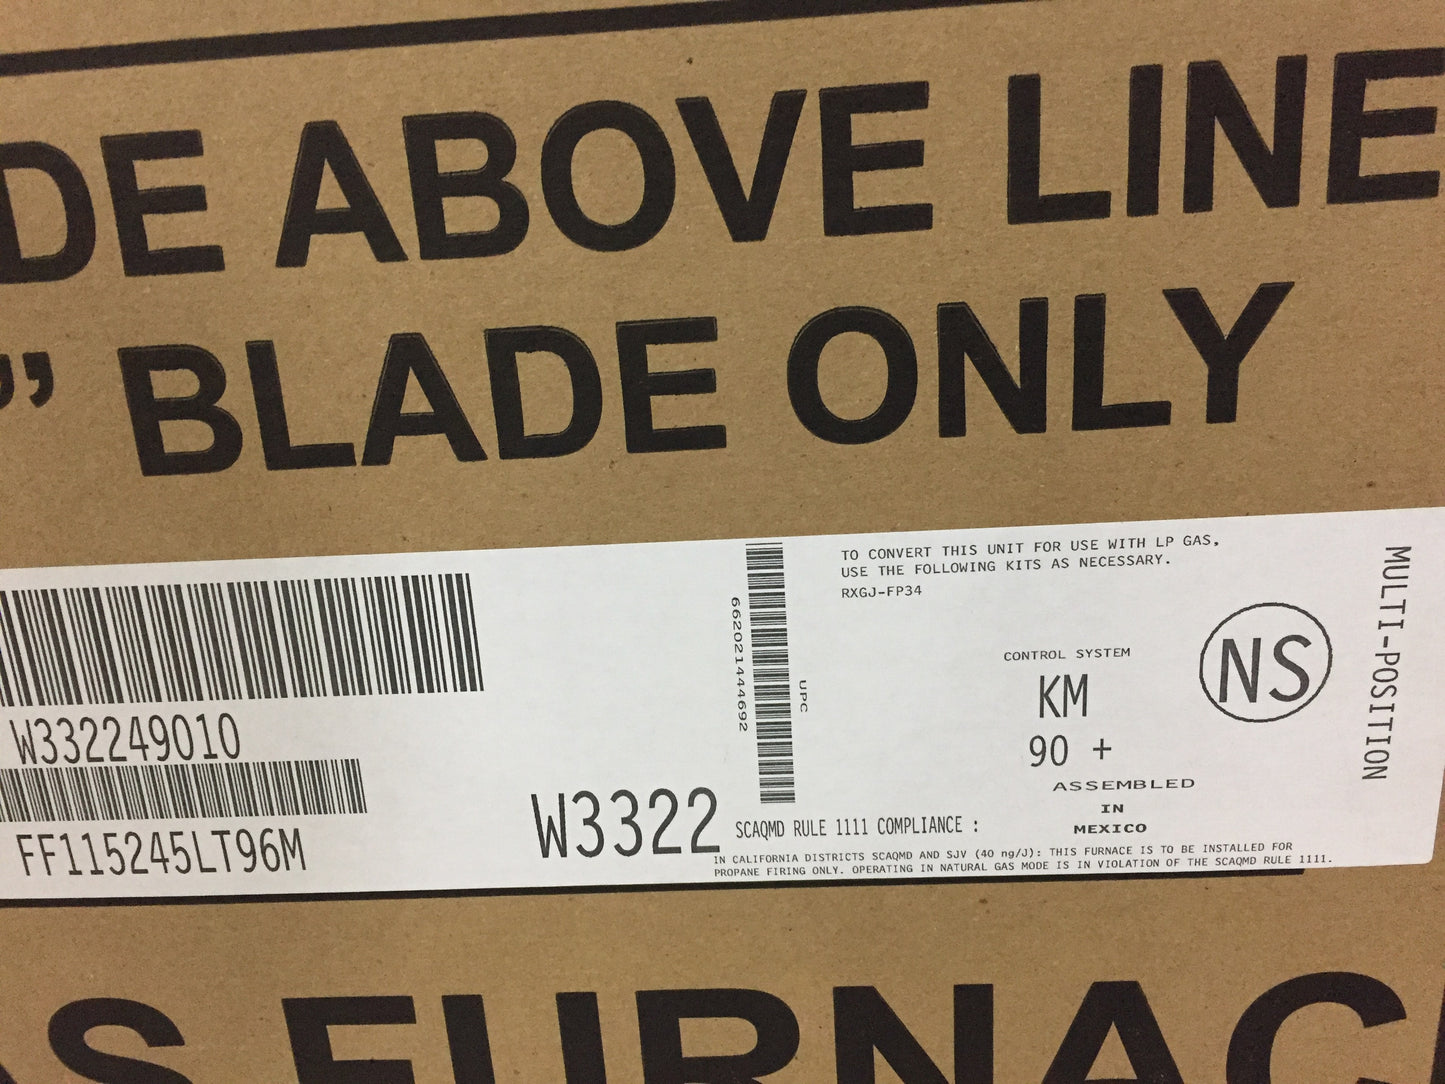 DE ABOVE LINE
” BLADE ONLY
W332249010
FF115245LT96M
W3322
662021444692
UPC
TO CONVERT THIS UNIT FOR USE WITH LP GAS,
USE THE FOLLOWING KITS AS NECESSARY.
RXGJ-FP34
CONTROL SYSTEM
KM
90 +
NS
MULTI-POSITION
ASSEMBLED
IN
MEXICO
SCAQMD RULE 1111 COMPLIANCE :
IN CALIFORNIA DISTRICTS SCAQMD AND SJV (40 ng/J): THIS FURNACE IS TO BE INSTALLED FOR
PROPANE FIRING ONLY. OPERATING IN NATURAL GAS MODE IS IN VIOLATION OF THE SCAQMD RULE 1111.
AS FURNAC